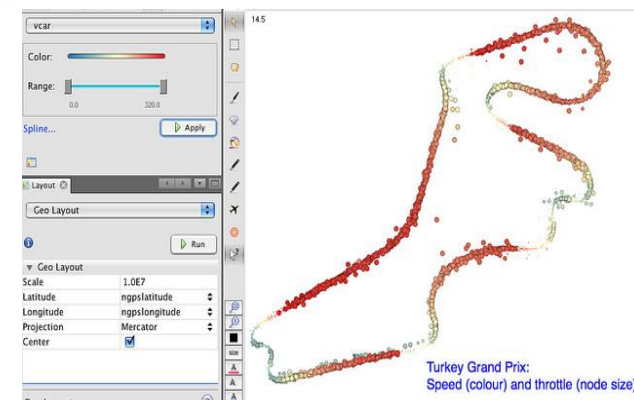 vcar
14.5
Color:
Range:
0.0 320.0
Spline...
Apply
Layout
Geo Layout
Run
Geo Layout
Scale 1.0E7
Latitude ngpslatitude
Longitude ngpslongitude
Projection Mercator
Center
SIZE
A
A
A
Turkey Grand Prix:
Speed (colour) and throttle (node size)